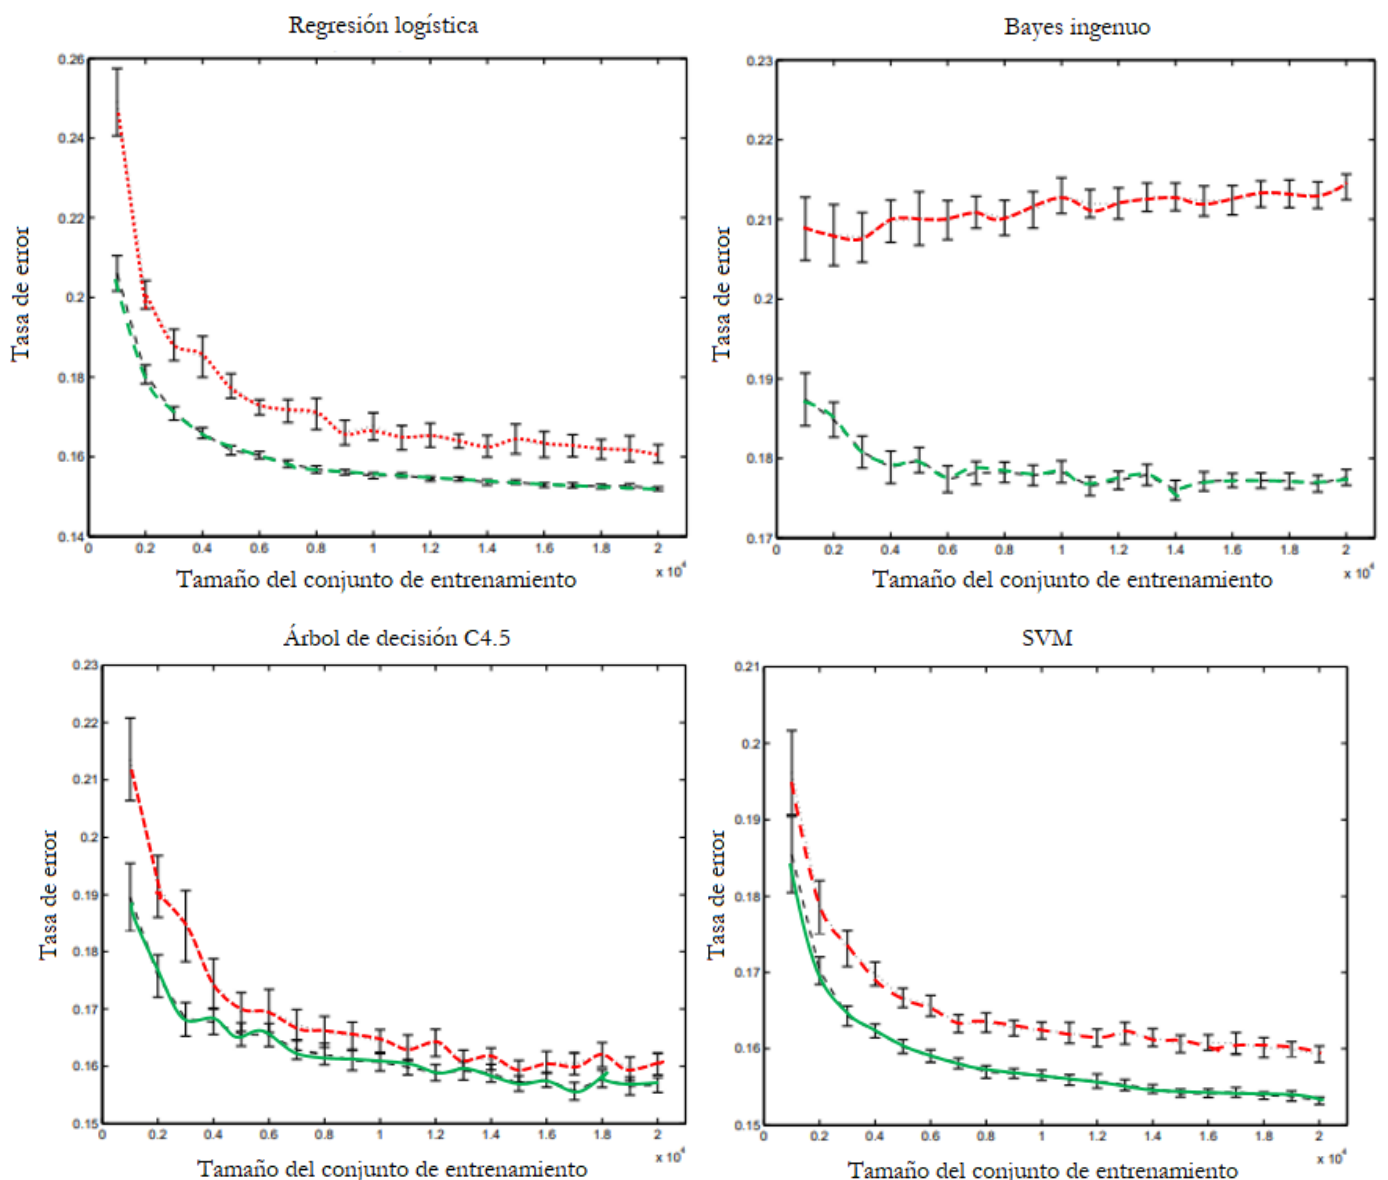 Regresión logística
Tasa de error
0.26
0.24
0.22
0.2
0.18
0.16
0.14
0 0.2 0.4 0.6 0.8 1 1.2 1.4 1.6 1.8 2
x 10⁴
Tamaño del conjunto de entrenamiento
Bayes ingenuo
Tasa de error
0.23
0.22
0.21
0.2
0.19
0.18
0.17
0 0.2 0.4 0.6 0.8 1 1.2 1.4 1.6 1.8 2
x 10⁴
Tamaño del conjunto de entrenamiento
Árbol de decisión C4.5
Tasa de error
0.23
0.22
0.21
0.2
0.19
0.18
0.17
0.16
0.15
0 0.2 0.4 0.6 0.8 1 1.2 1.4 1.6 1.8 2
x 10⁴
Tamaño del conjunto de entrenamiento
SVM
Tasa de error
0.21
0.2
0.19
0.18
0.17
0.16
0.15
0 0.2 0.4 0.6 0.8 1 1.2 1.4 1.6 1.8 2
x 10⁴
Tamaño del conjunto de entrenamiento